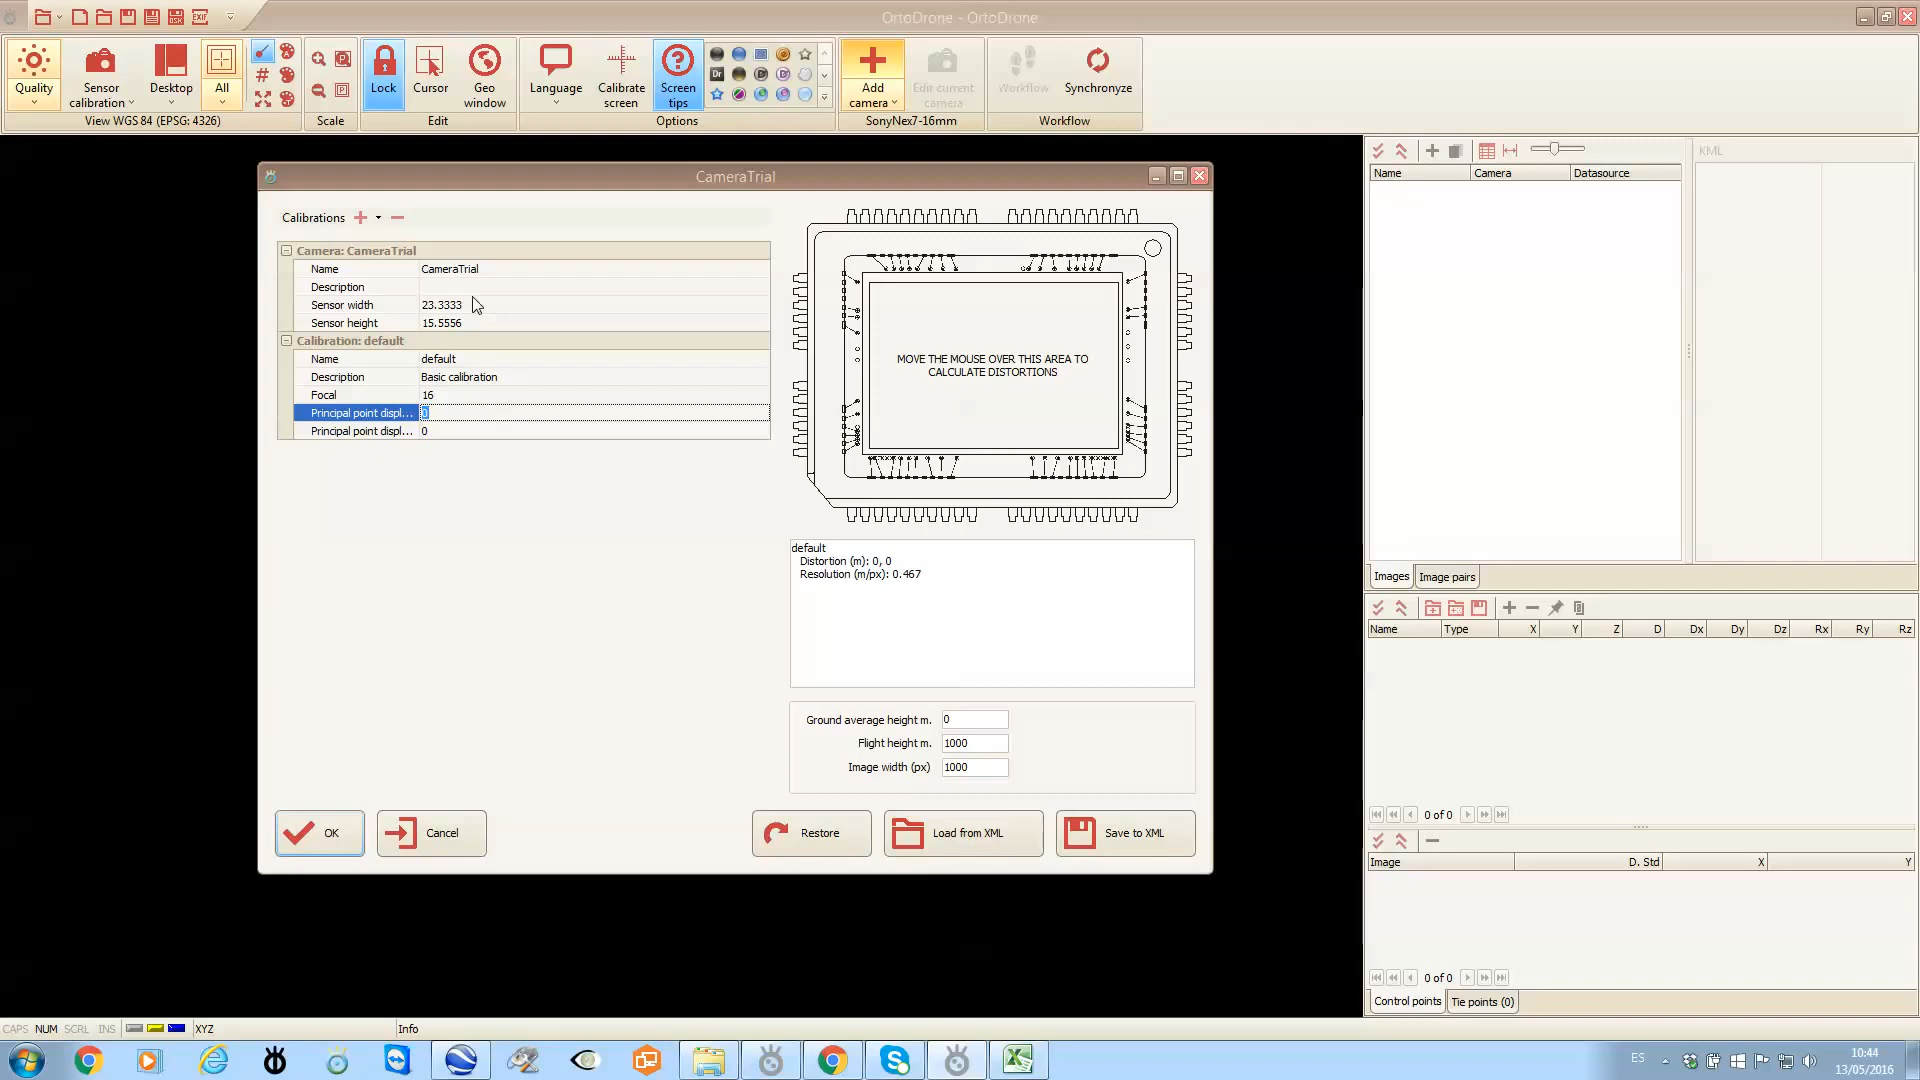 EXIF
OrtoDrone - OrtoDrone
Quality
Sensor calibration
Desktop
All
View WGS 84 (EPSG: 4326)
Scale
Lock
Cursor
Geo window
Edit
Language
Calibrate screen
Screen tips
Options
Add camera
Edit current camera
SonyNex7-16mm
Workflow
Synchronyze
Workflow
CameraTrial
Calibrations
Camera: CameraTrial
Name CameraTrial
Description
Sensor width 23.3333
Sensor height 15.5556
Calibration: default
Name default
Description Basic calibration
Focal 16
Principal point displ... 0
Principal point displ... 0
MOVE THE MOUSE OVER THIS AREA TO
CALCULATE DISTORTIONS
default
Distortion (m): 0, 0
Resolution (m/px): 0.467
Ground average height m. 0
Flight height m. 1000
Image width (px) 1000
OK
Cancel
Restore
Load from XML
Save to XML
KML
Name Camera Datasource
Images Image pairs
Name Type X Y Z D Dx Dy Dz Rx Ry Rz
0 of 0
Image D. Std X Y
0 of 0
Control points Tie points (0)
CAPS NUM SCRL INS XYZ Info
ES
10:44
13/05/2016